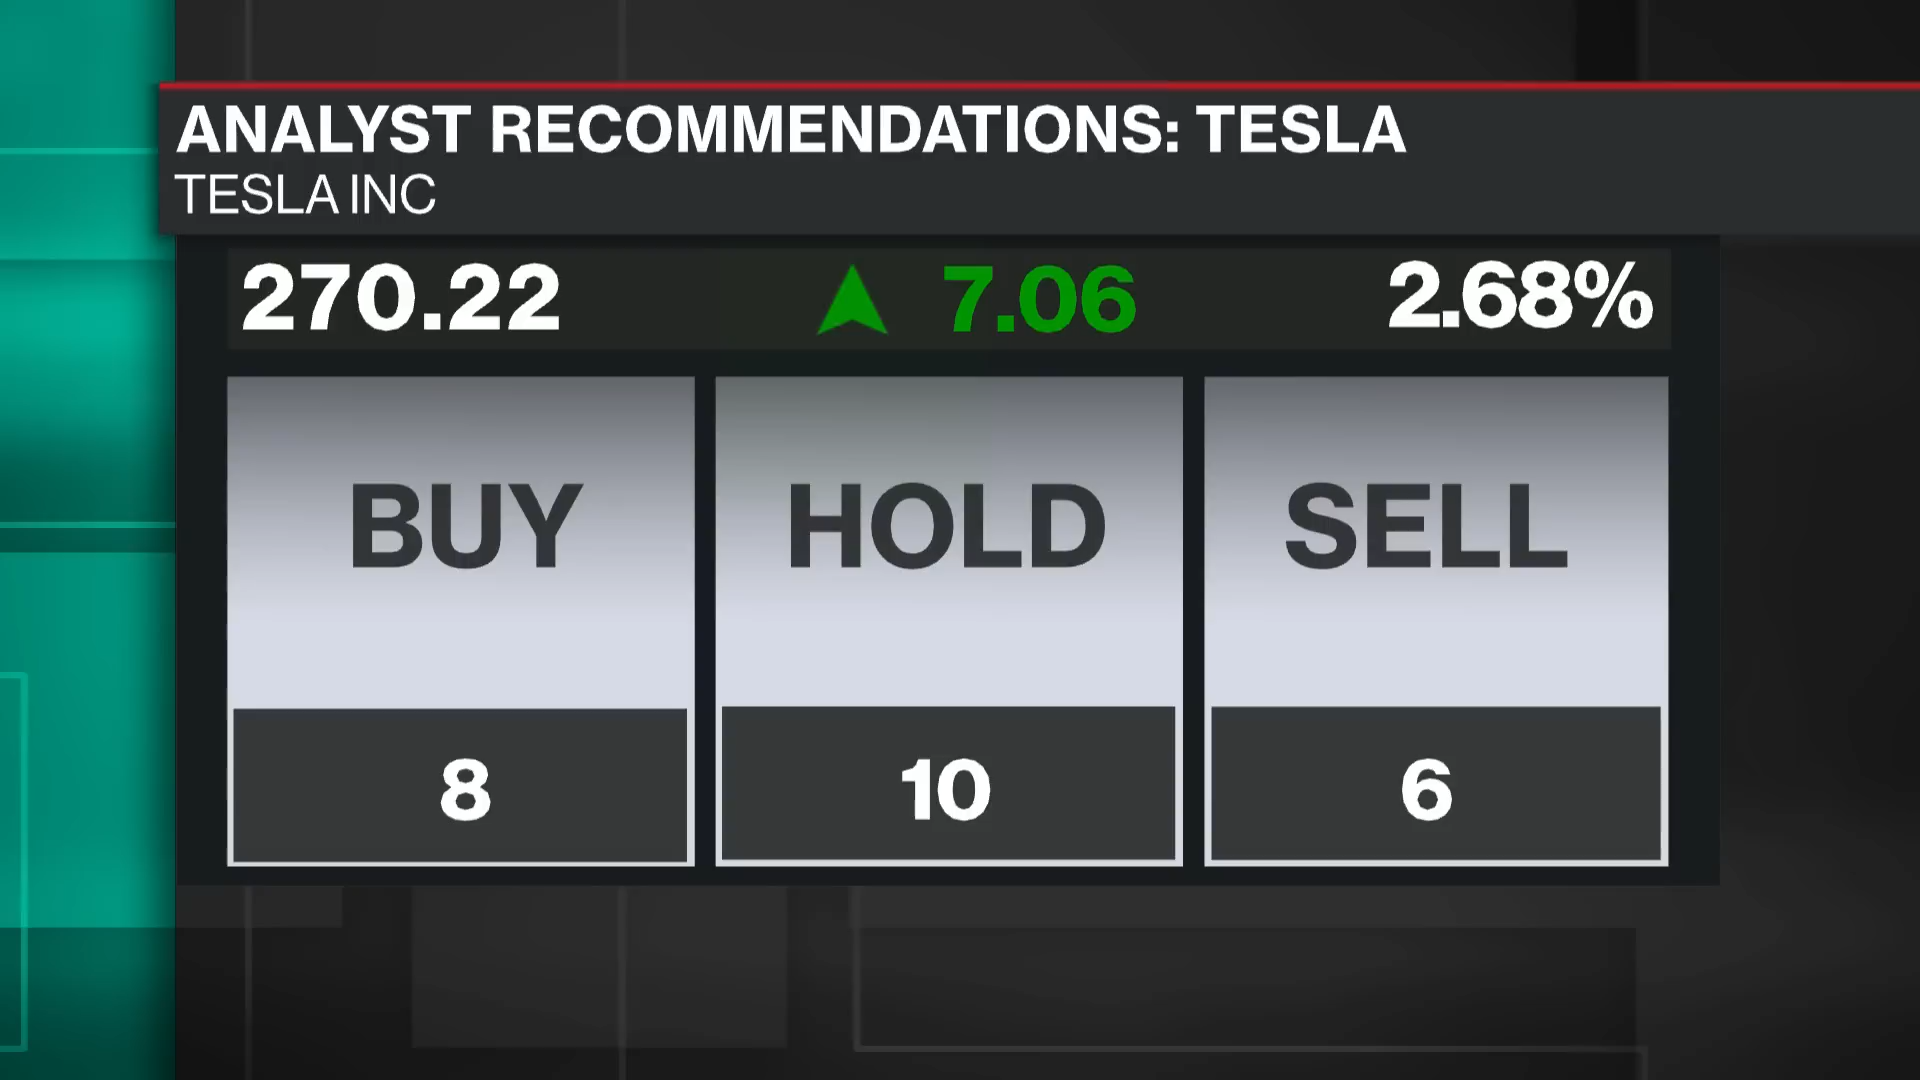 ANALYST RECOMMENDATIONS: TESLA
TESLA INC
270.22 ▲ 7.06 2.68%
BUY HOLD SELL
8 10 6